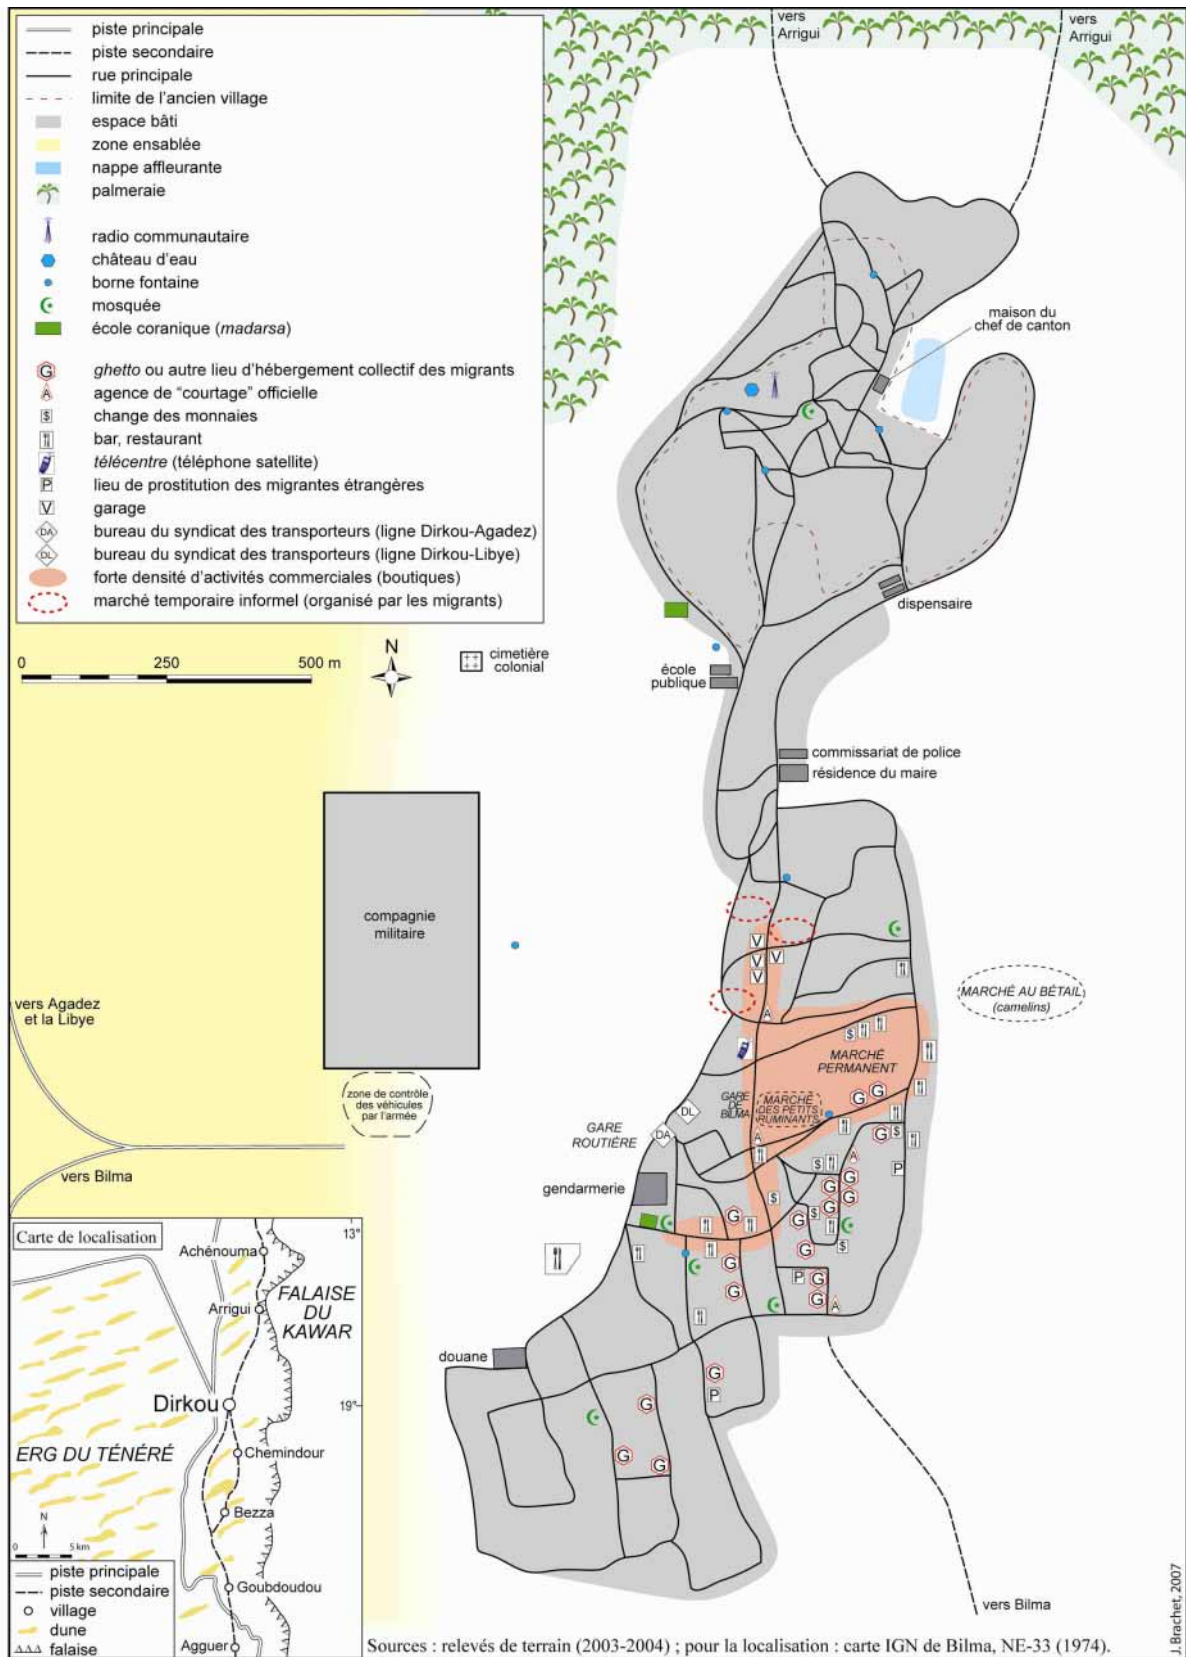 piste principale
piste secondaire
rue principale
limite de l'ancien village
espace bâti
zone ensablée
nappe affleurante
palmeraie
radio communautaire
château d'eau
borne fontaine
mosquée
école coranique (madarsa)
G ghetto ou autre lieu d'hébergement collectif des migrants
A agence de "courtage" officielle
$ change des monnaies
bar, restaurant
télécentre (téléphone satellite)
P lieu de prostitution des migrantes étrangères
V garage
DA bureau du syndicat des transporteurs (ligne Dirkou-Agadez)
DL bureau du syndicat des transporteurs (ligne Dirkou-Libye)
forte densité d'activités commerciales (boutiques)
marché temporaire informel (organisé par les migrants)
0 250 500 m
N
vers
Arrigui
vers
Arrigui
maison du
chef de canton
dispensaire
cimetière
colonial
école
publique
commissariat de police
résidence du maire
compagnie
militaire
V
V
V
V
A
vers Agadez
et la Libye
MARCHÉ AU BÉTAIL
(camelins)
$
MARCHÉ
PERMANENT
zone de contrôle
des véhicules
par l'armée
GARE
DE
BILMA
MARCHÉ
DES PETITS
RUMINANTS
G G
DL
GARE
ROUTIÈRE
DA
A
G $
vers Bilma
gendarmerie
$
A
P
G
G
G
G
$
G
G
$
$
G
G
G
P
G
G
G
A
douane
G
P
G
G
G
vers Bilma
Carte de localisation
13°
Achénouma
FALAISE
DU
KAWAR
Arrigui
Dirkou
19°
ERG DU TÉNÉRÉ
Chemindour
Bezza
N
0 5 km
Goubdoudou
Agguer
piste principale
piste secondaire
village
dune
falaise
Sources : relevés de terrain (2003-2004) ; pour la localisation : carte IGN de Bilma, NE-33 (1974).
J. Brachet, 2007